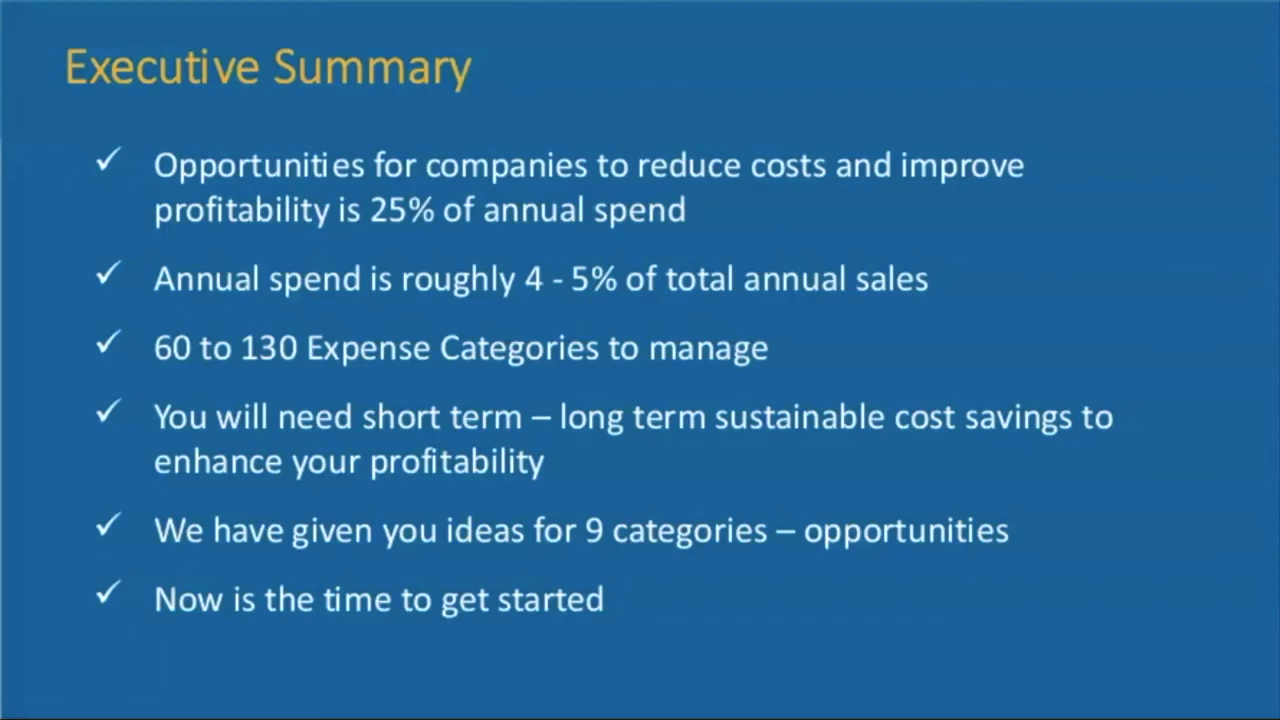 Executive Summary
✓ Opportunities for companies to reduce costs and improve
profitability is 25% of annual spend
✓ Annual spend is roughly 4 - 5% of total annual sales
✓ 60 to 130 Expense Categories to manage
✓ You will need short term – long term sustainable cost savings to
enhance your profitability
✓ We have given you ideas for 9 categories – opportunities
✓ Now is the time to get started